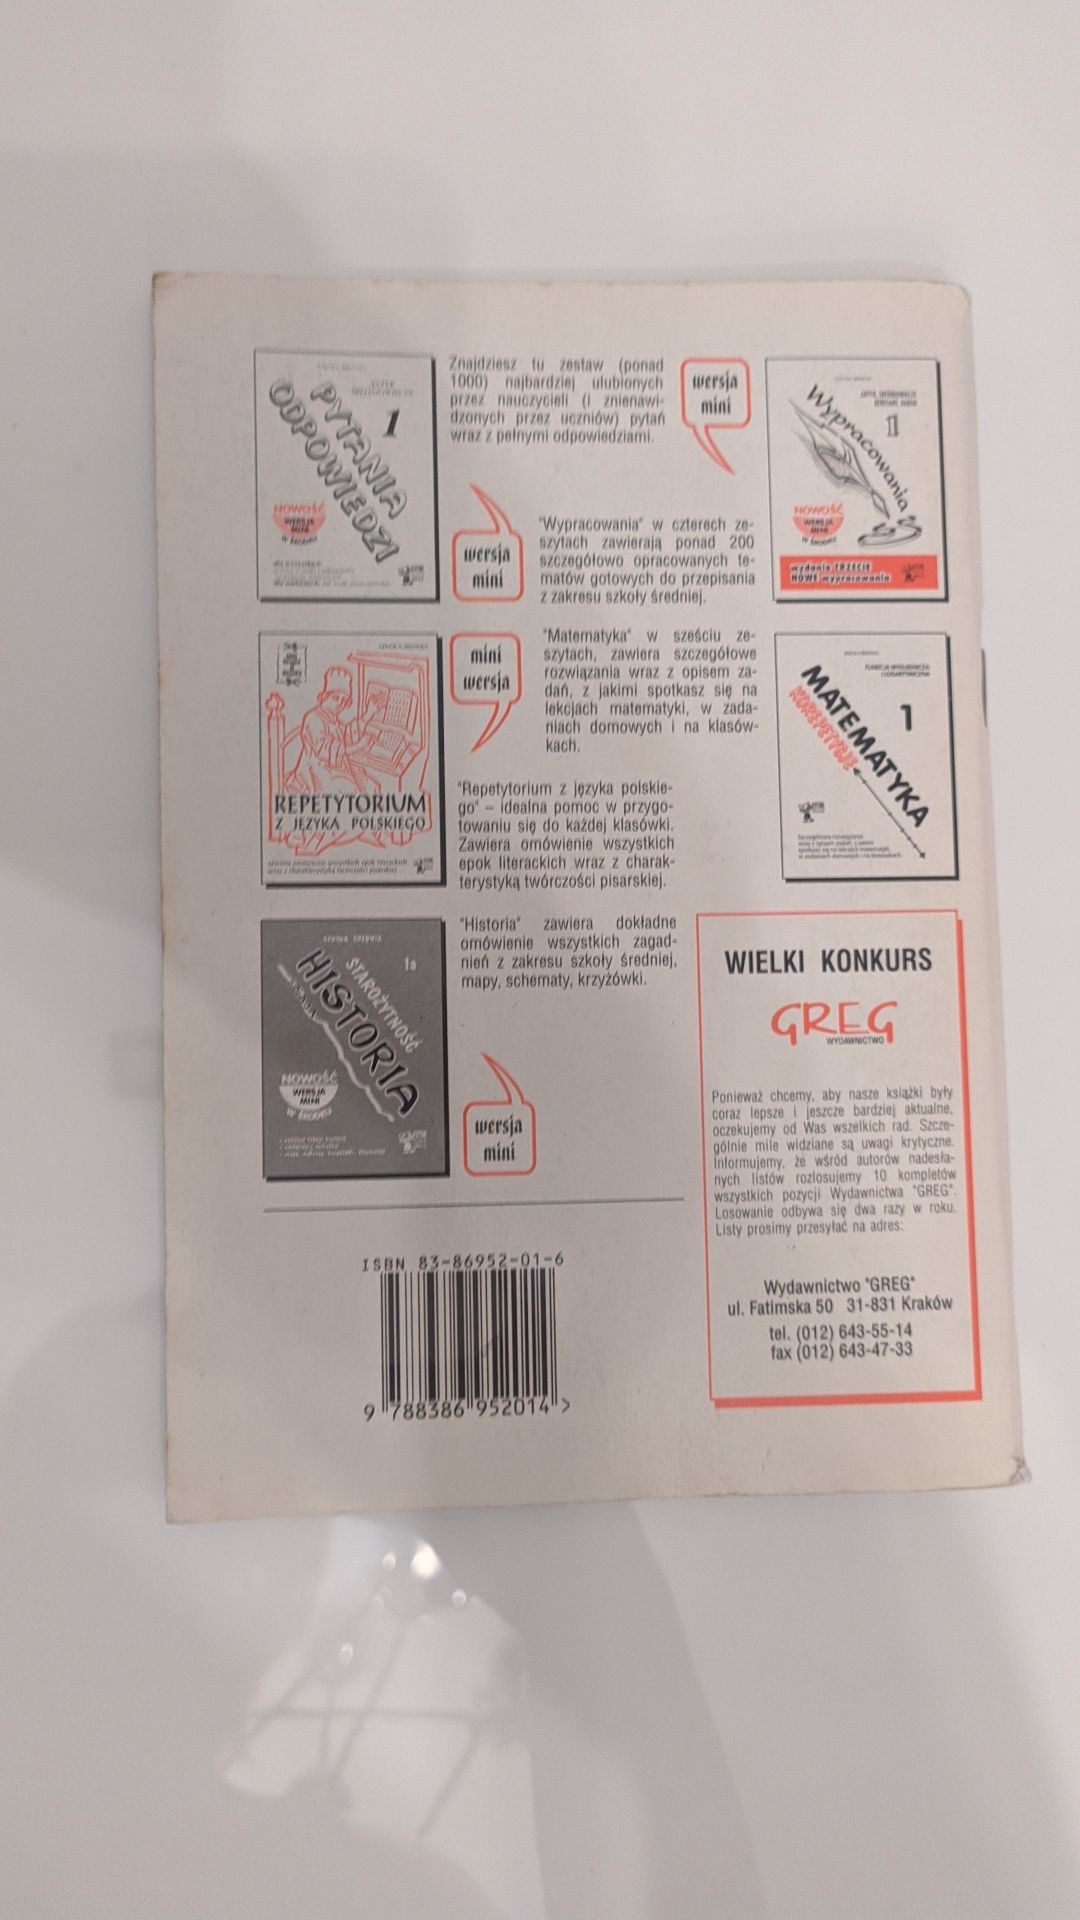 PYTANIA
ODPOWIEDZI
1
NOWOŚĆ
WERSJA
MINI
W ŚRODKU
Znajdziesz tu zestaw (ponad
1000) najbardziej ulubionych
przez nauczycieli (i znienawi-
dzonych przez uczniów) pytań
wraz z pełnymi odpowiedziami.
wersja
mini
Wypracowania
1
NOWOŚĆ
WERSJA
MINI
W ŚRODKU
wydanie TRZECIE
NOWE wypracowania
wersja
mini
"Wypracowania" w czterech ze-
szytach zawierają ponad 200
szczegółowo opracowanych te-
matów gotowych do przepisania
z zakresu szkoły średniej.
REPETYTORIUM
Z JĘZYKA POLSKIEGO
mini
wersja
"Matematyka" w sześciu ze-
szytach, zawiera szczegółowe
rozwiązania wraz z opisem za-
dań, z jakimi spotkasz się na
lekcjach matematyki, w zada-
niach domowych i na klasów-
kach.
MATEMATYKA
KOREPETYCJE
1
"Repetytorium z języka polskie-
go" – idealna pomoc w przygo-
towaniu się do każdej klasówki.
Zawiera omówienie wszystkich
epok literackich wraz z charak-
terystyką twórczości pisarskiej.
SZKOŁA ŚREDNIA
1a
STAROŻYTNOŚĆ
HISTORIA
NOWOŚĆ
WERSJA
MINI
W ŚRODKU
"Historia" zawiera dokładne
omówienie wszystkich zagad-
nień z zakresu szkoły średniej,
mapy, schematy, krzyżówki.
wersja
mini
WIELKI KONKURS
GREG
WYDAWNICTWO
Ponieważ chcemy, aby nasze książki były
coraz lepsze i jeszcze bardziej aktualne,
oczekujemy od Was wszelkich rad. Szcze-
gólnie mile widziane są uwagi krytyczne.
Informujemy, że wśród autorów nadesła-
nych listów rozlosujemy 10 kompletów
wszystkich pozycji Wydawnictwa "GREG".
Losowanie odbywa się dwa razy w roku.
Listy prosimy przesyłać na adres:
Wydawnictwo "GREG"
ul. Fatimska 50 31-831 Kraków
tel. (012) 643-55-14
fax (012) 643-47-33
ISBN 83-86952-01-6
9 788386 952014 >